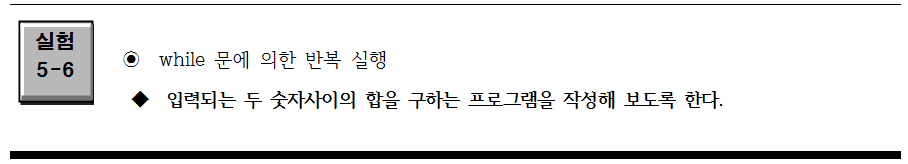 실험
5-6
◉ while 문에 의한 반복 실행
◆ 입력되는 두 숫자사이의 합을 구하는 프로그램을 작성해 보도록 한다.